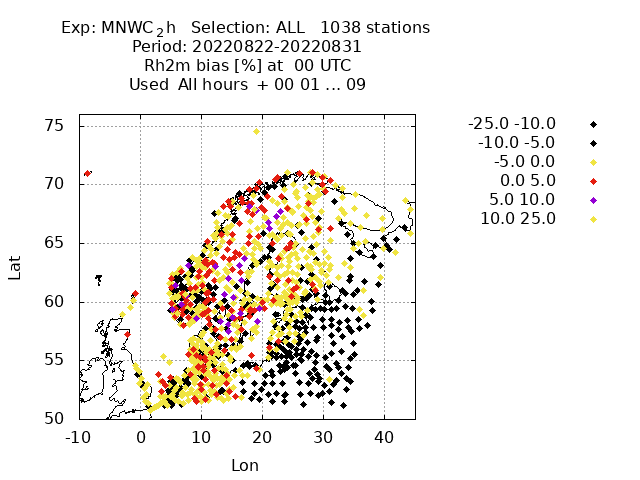 Exp: MNWC2h   Selection: ALL   1038 stations
Period: 20220822-20220831
Rh2m bias [%] at  00 UTC
Used  All hours  + 00 01 ... 09
-25.0 -10.0
-10.0 -5.0
-5.0 0.0
0.0 5.0
5.0 10.0
10.0 25.0
75
70
65
60
55
50
Lat
-10 0 10 20 30 40
Lon